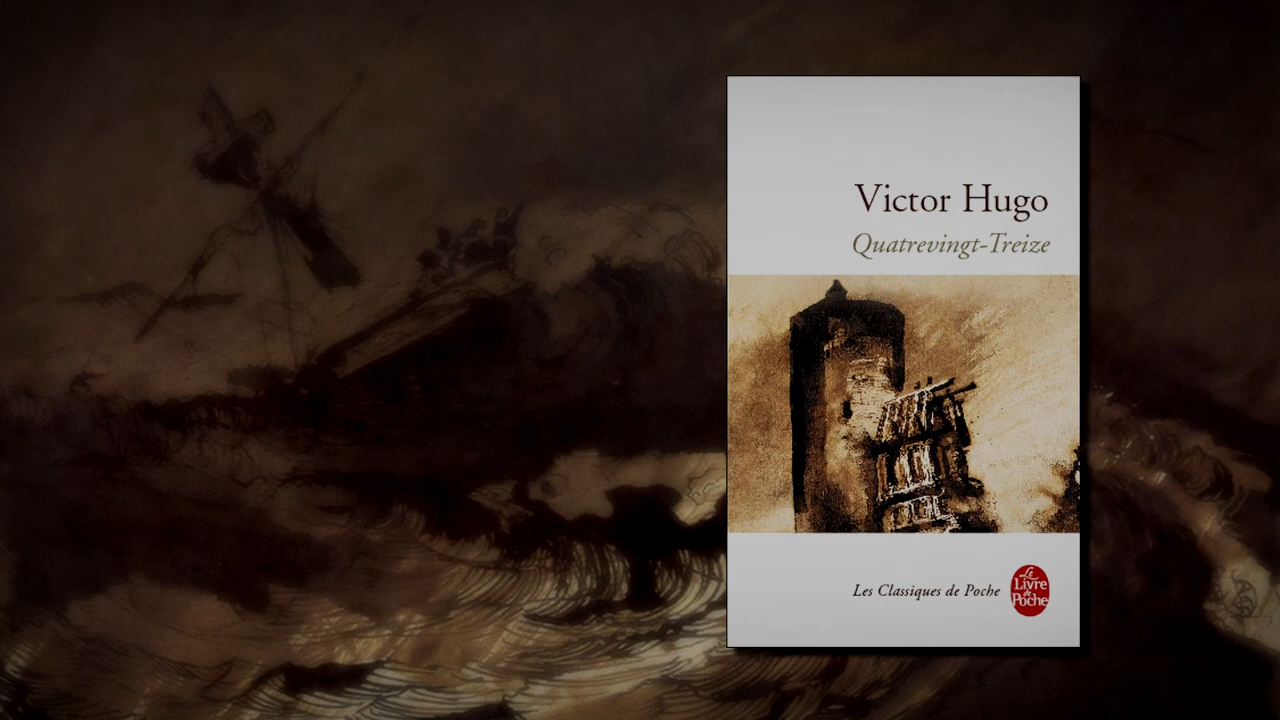 Victor Hugo
Quatrevingt-Treize
Les Classiques de Poche
Le
Livre
de
Poche